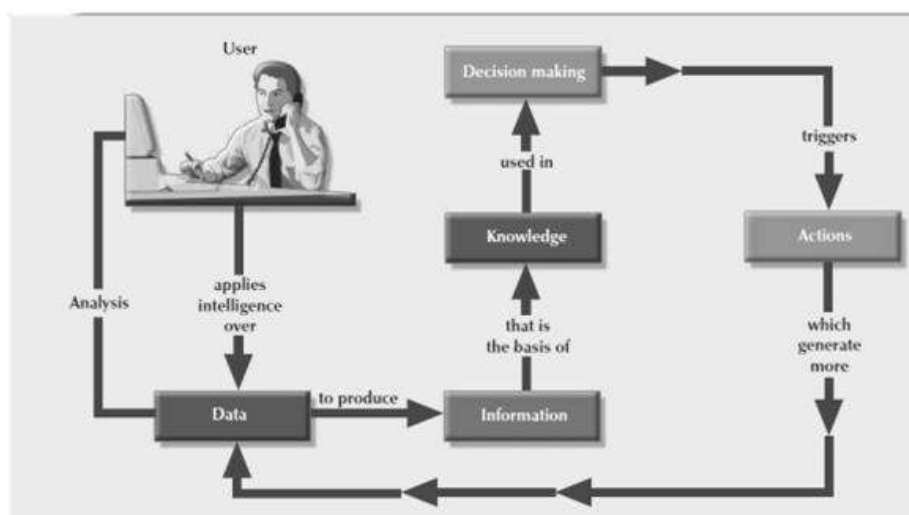 User
Analysis
applies
intelligence
over
Data
to produce
Information
that is
the basis of
Knowledge
used in
Decision making
triggers
Actions
which
generate
more